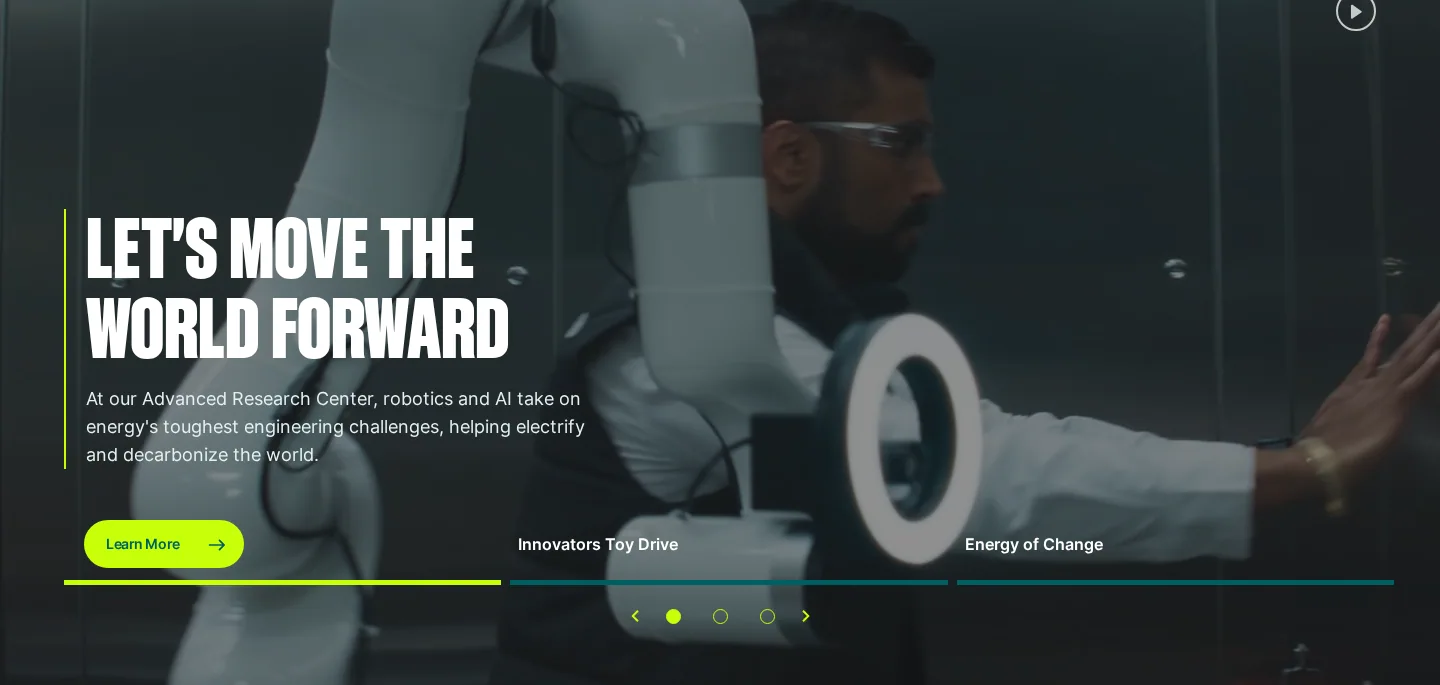 LET'S MOVE THE
WORLD FORWARD
At our Advanced Research Center, robotics and AI take on
energy's toughest engineering challenges, helping electrify
and decarbonize the world.
Learn More
Innovators Toy Drive
Energy of Change